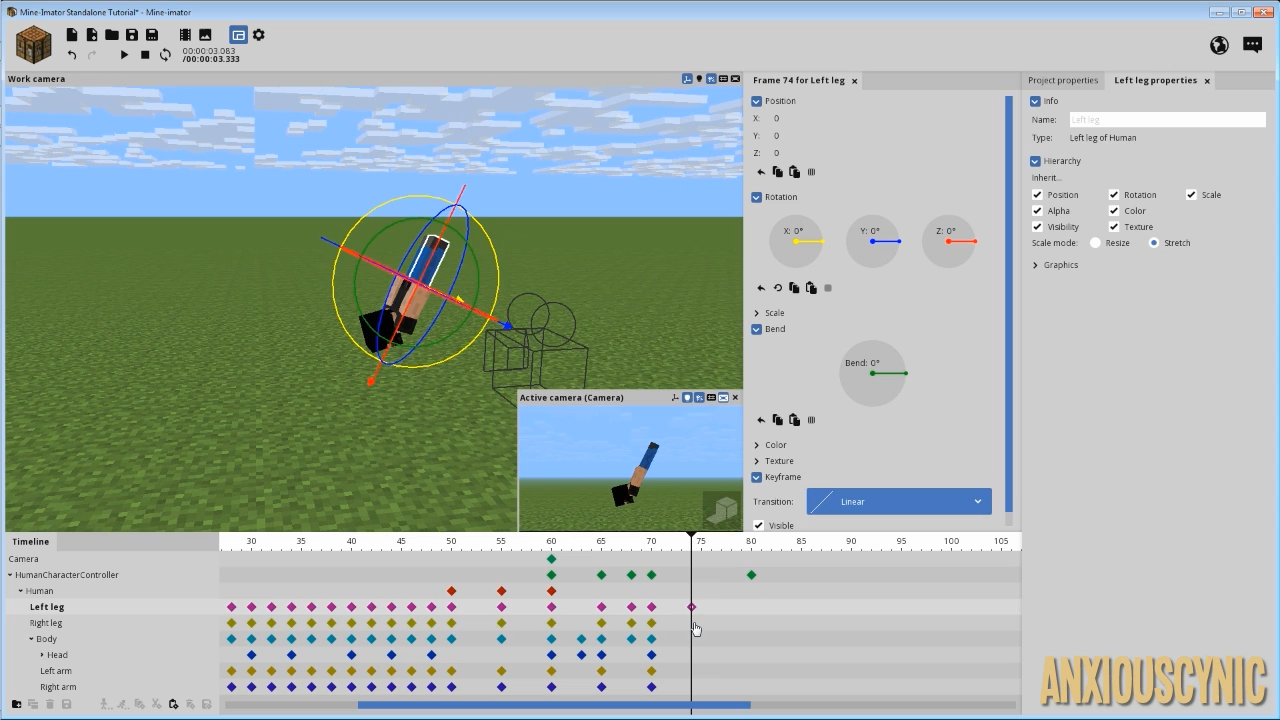 Mine-Imator Standalone Tutorial* - Mine-imator
00:00:03.083
/00:00:03.333
Work camera
Frame 74 for Left leg
Project properties
Left leg properties
Position
X: 0
Y: 0
Z: 0
Rotation
X: 0°
Y: 0°
Z: 0°
Scale
Bend
Bend: 0°
Color
Texture
Keyframe
Transition: Linear
Visible
Info
Name: Left leg
Type: Left leg of Human
Hierarchy
Inherit...
Position Rotation Scale
Alpha Color
Visibility Texture
Scale mode: Resize Stretch
Graphics
Active camera (Camera)
Timeline
30 35 40 45 50 55 60 65 70 75 80 85 90 95 100 105
Camera
HumanCharacterController
Human
Left leg
Right leg
Body
Head
Left arm
Right arm
ANXIOUSCYNIC